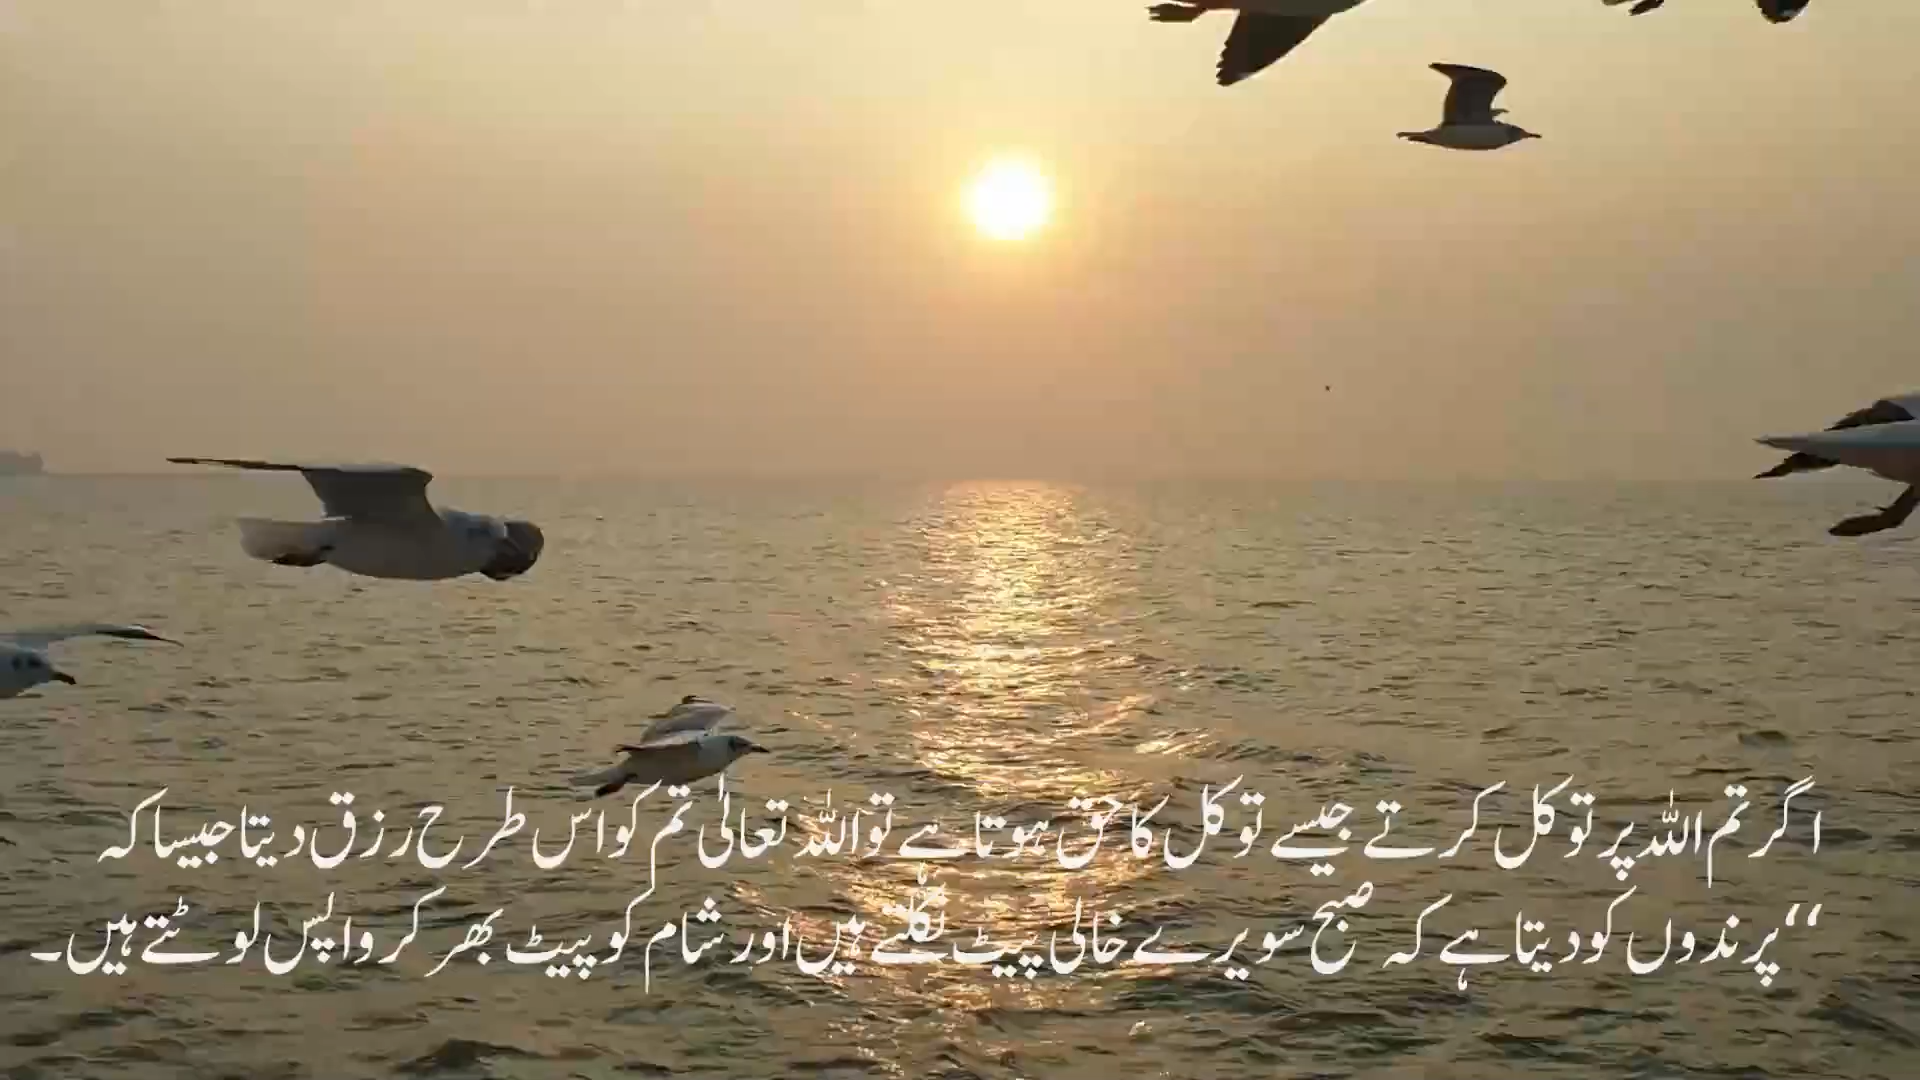 اگر تم اللہ پر توکل کرتے جیسے توکل کا حق ہوتا ہے تو اللہ تعالیٰ تم کو اس طرح رزق دیتا جیسا کہ
‘‘پرندوں کو دیتا ہے کہ صبح سویرے خالی پیٹ نکلتے ہیں اور شام کو پیٹ بھر کر واپس لوٹتے ہیں۔